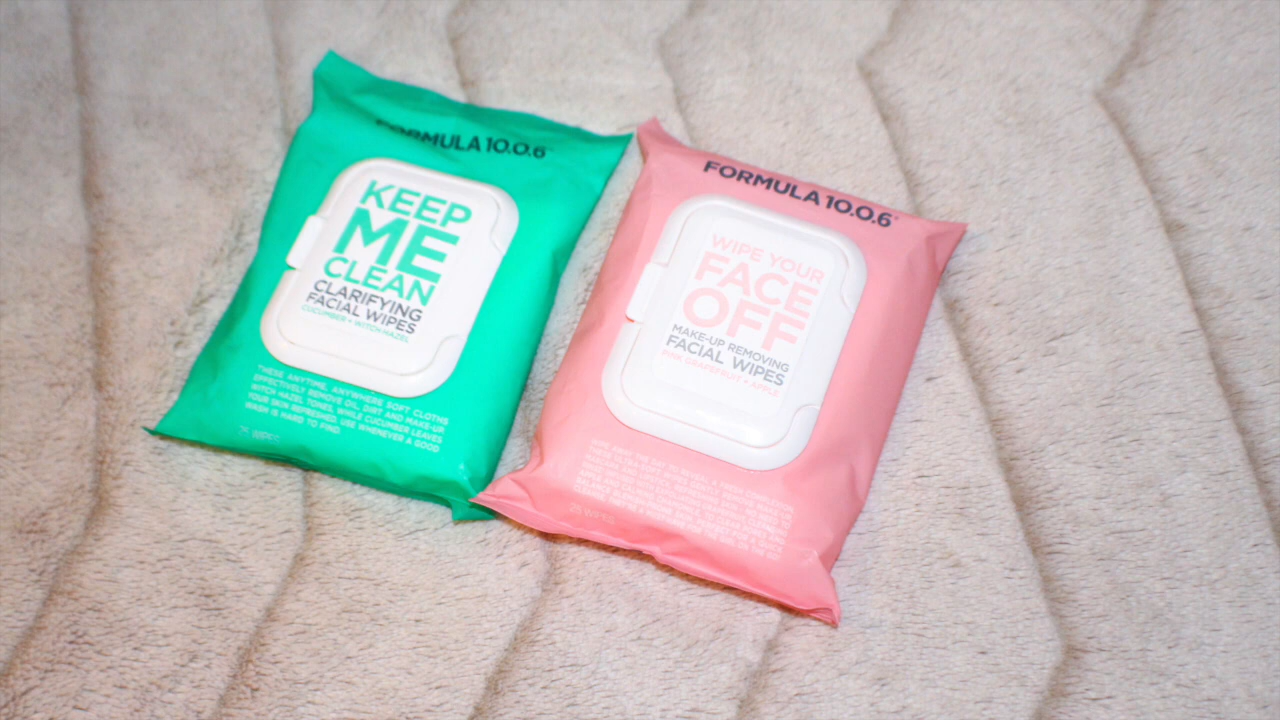 FORMULA 10.0.6
KEEP
ME
CLEAN
CLARIFYING
FACIAL WIPES
CUCUMBER + WITCH HAZEL
THESE ANYTIME, ANYWHERE SOFT CLOTHS
EFFECTIVELY REMOVE OIL, DIRT AND MAKE-UP.
WITCH HAZEL TONES, WHILE CUCUMBER LEAVES
YOUR SKIN REFRESHED. USE WHENEVER A GOOD
WASH IS HARD TO FIND.
25 WIPES
FORMULA 10.0.6
WIPE YOUR
FACE
OFF
MAKE-UP REMOVING
FACIAL WIPES
PINK GRAPEFRUIT + APPLE
25 WIPES